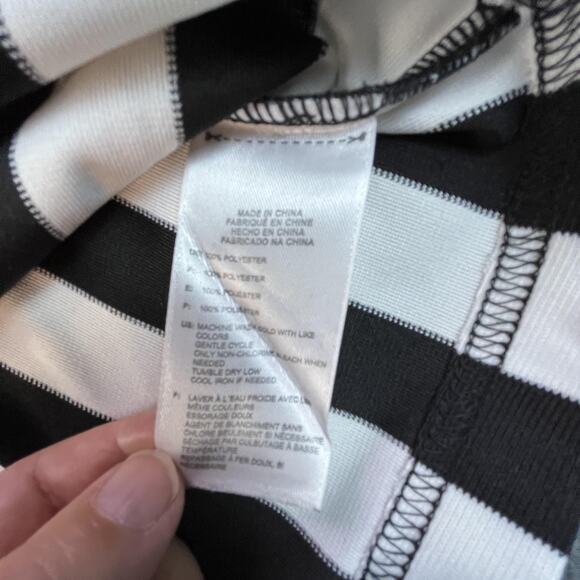 MADE IN CHINA
FABRIQUÉ EN CHINE
HECHO EN CHINA
FABRICADO NA CHINA
100% POLYESTER
F: 100% POLYESTER
E: 100% POLIÉSTER
P: 100% POLIÉSTER
US: MACHINE WASH COLD WITH LIKE
COLORS
GENTLE CYCLE
ONLY NON-CHLORINE BLEACH WHEN
NEEDED
TUMBLE DRY LOW
COOL IRON IF NEEDED
F: LAVER À L'EAU FROIDE AVEC
MÊME COULEURS
ESSORAGE DOUX
AGENT DE BLANCHIMENT SANS
CHLORE SEULEMENT SI NÉCESSAIRE
SÉCHAGE PAR CULBUTAGE À BASSE
TEMPÉRATURE
REPASSAGE À FER DOUX, SI
NÉCESSAIRE